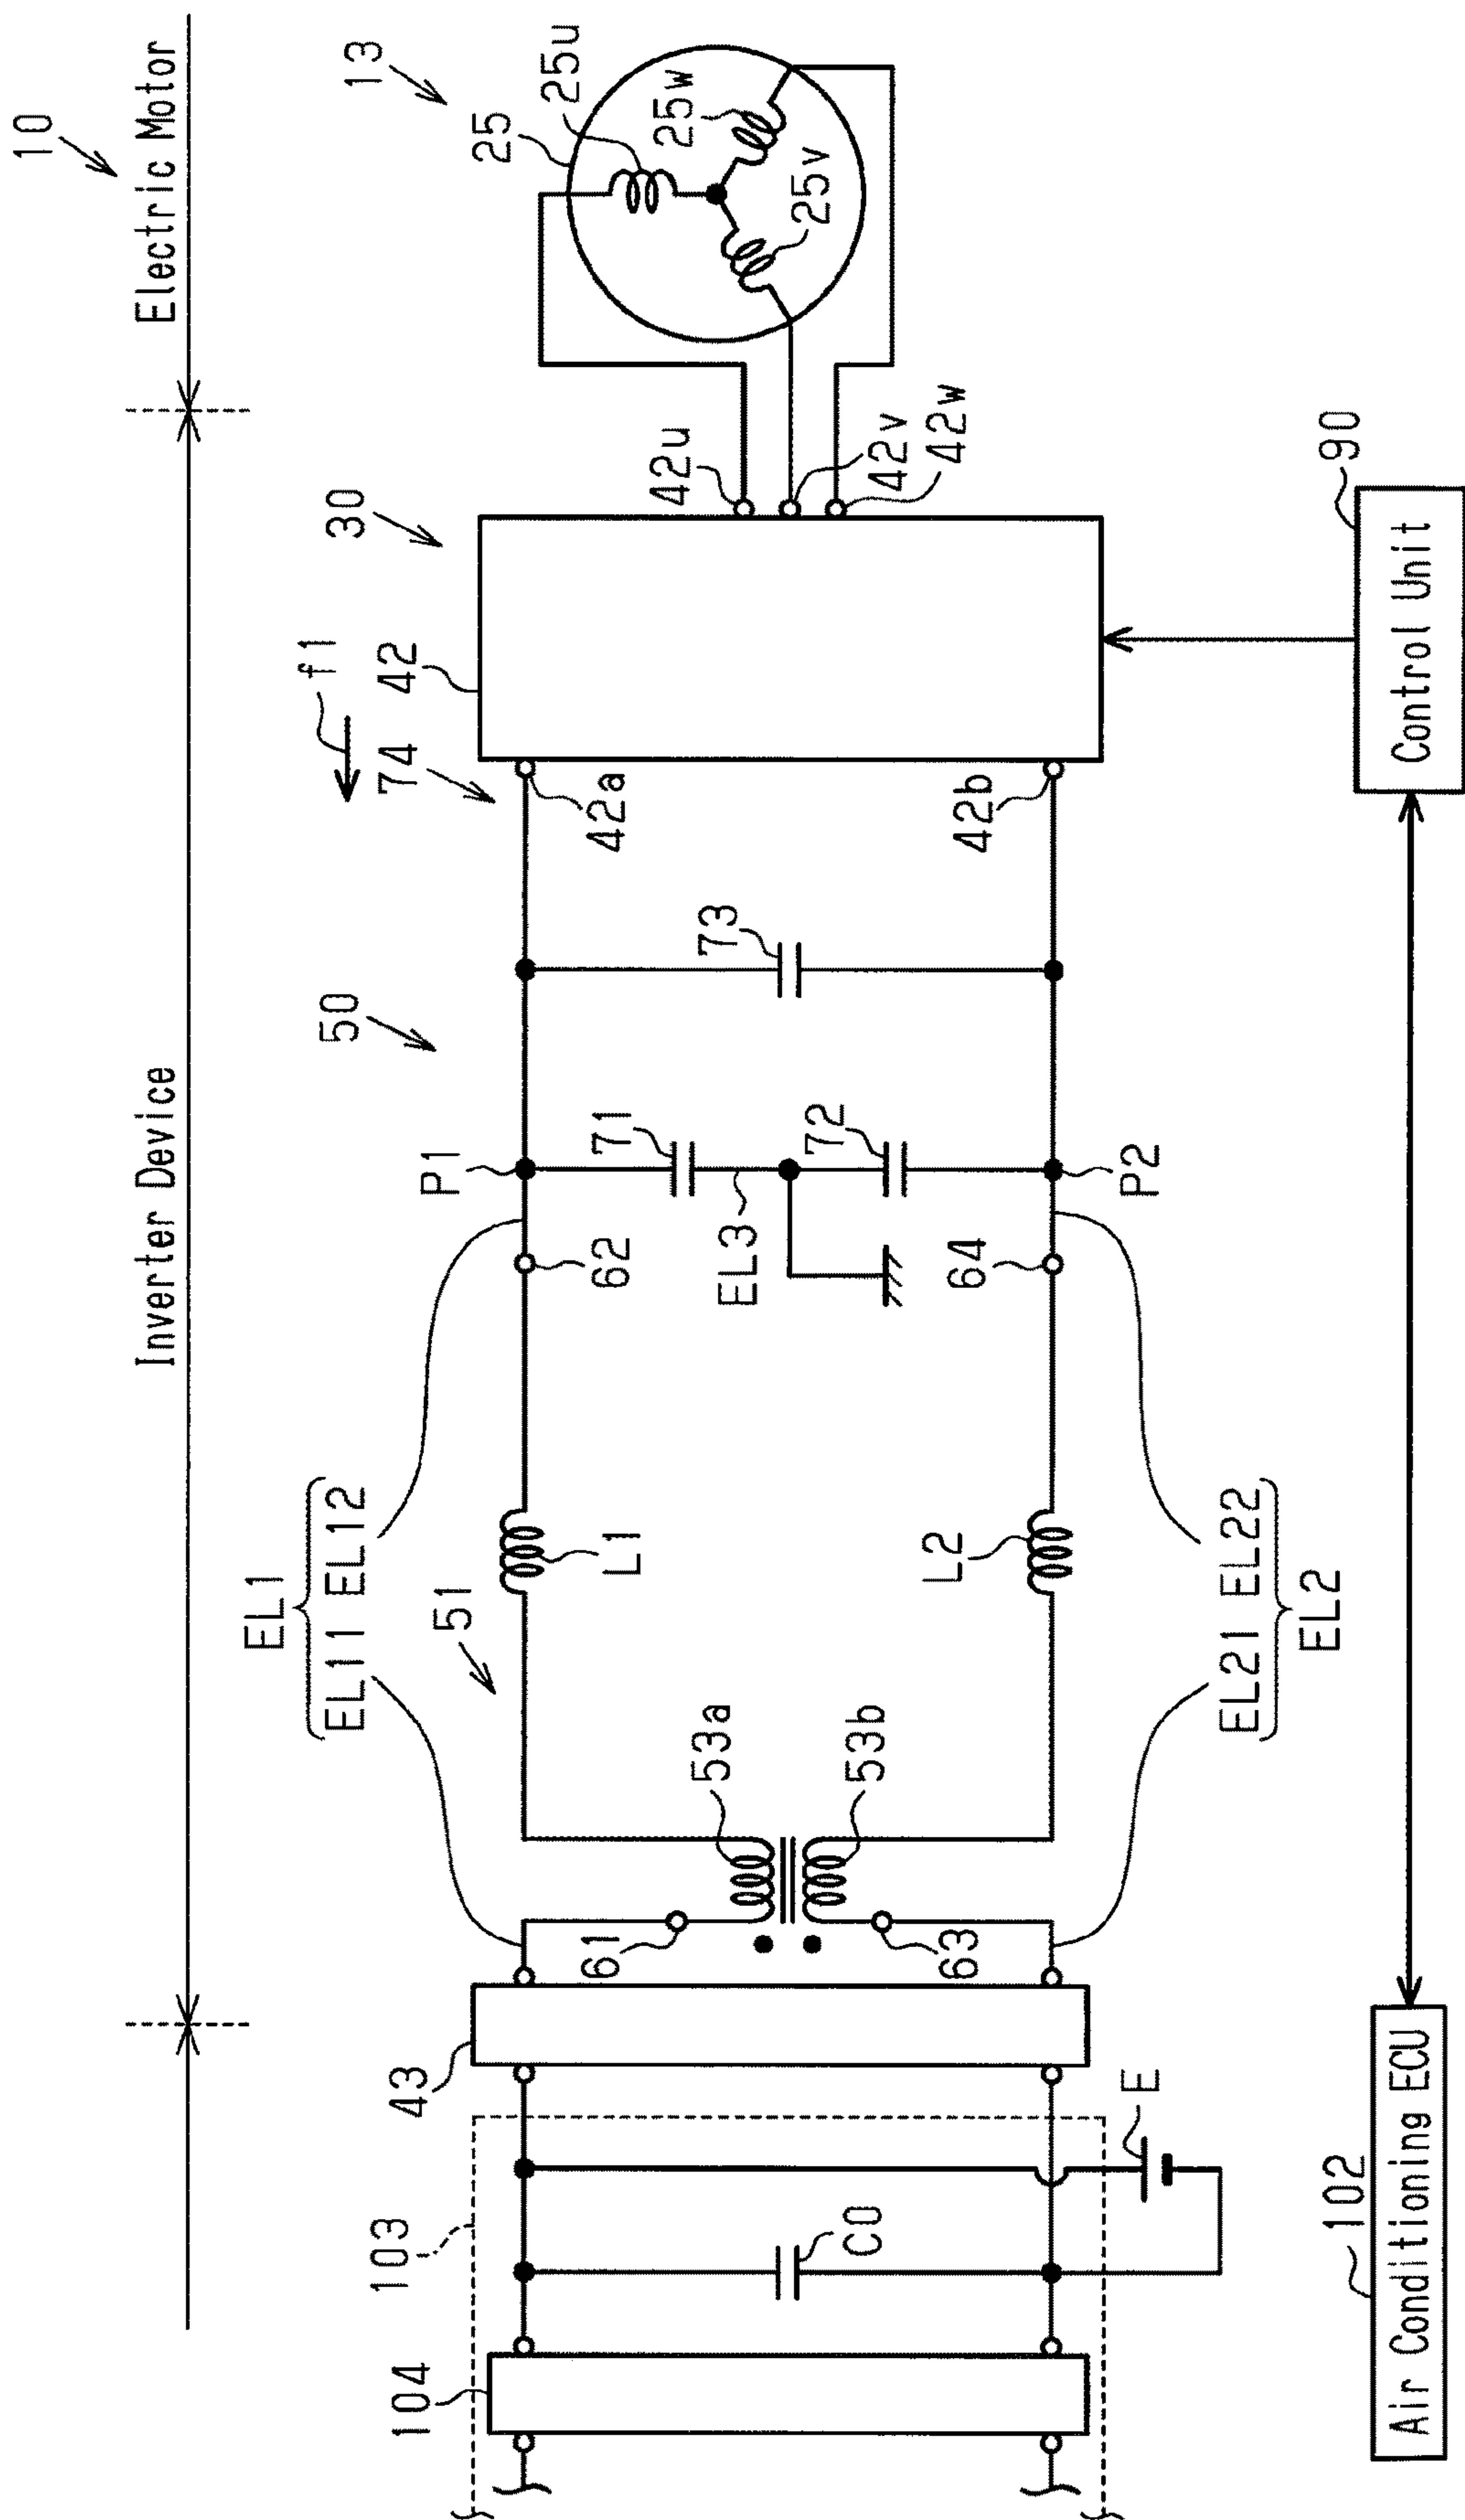 10
Inverter Device
Electric Motor
EL1
EL11 EL12
50
f1
30
13
103
104
43
51
P1
74
42
25
25u
61
53a
L1
62
71
73
42a
42u
25w
C0
EL3
72
42v
25v
63
53b
L2
64
42b
42w
E
P2
EL21 EL22
EL2
90
102
Air Conditioning ECU
Control Unit